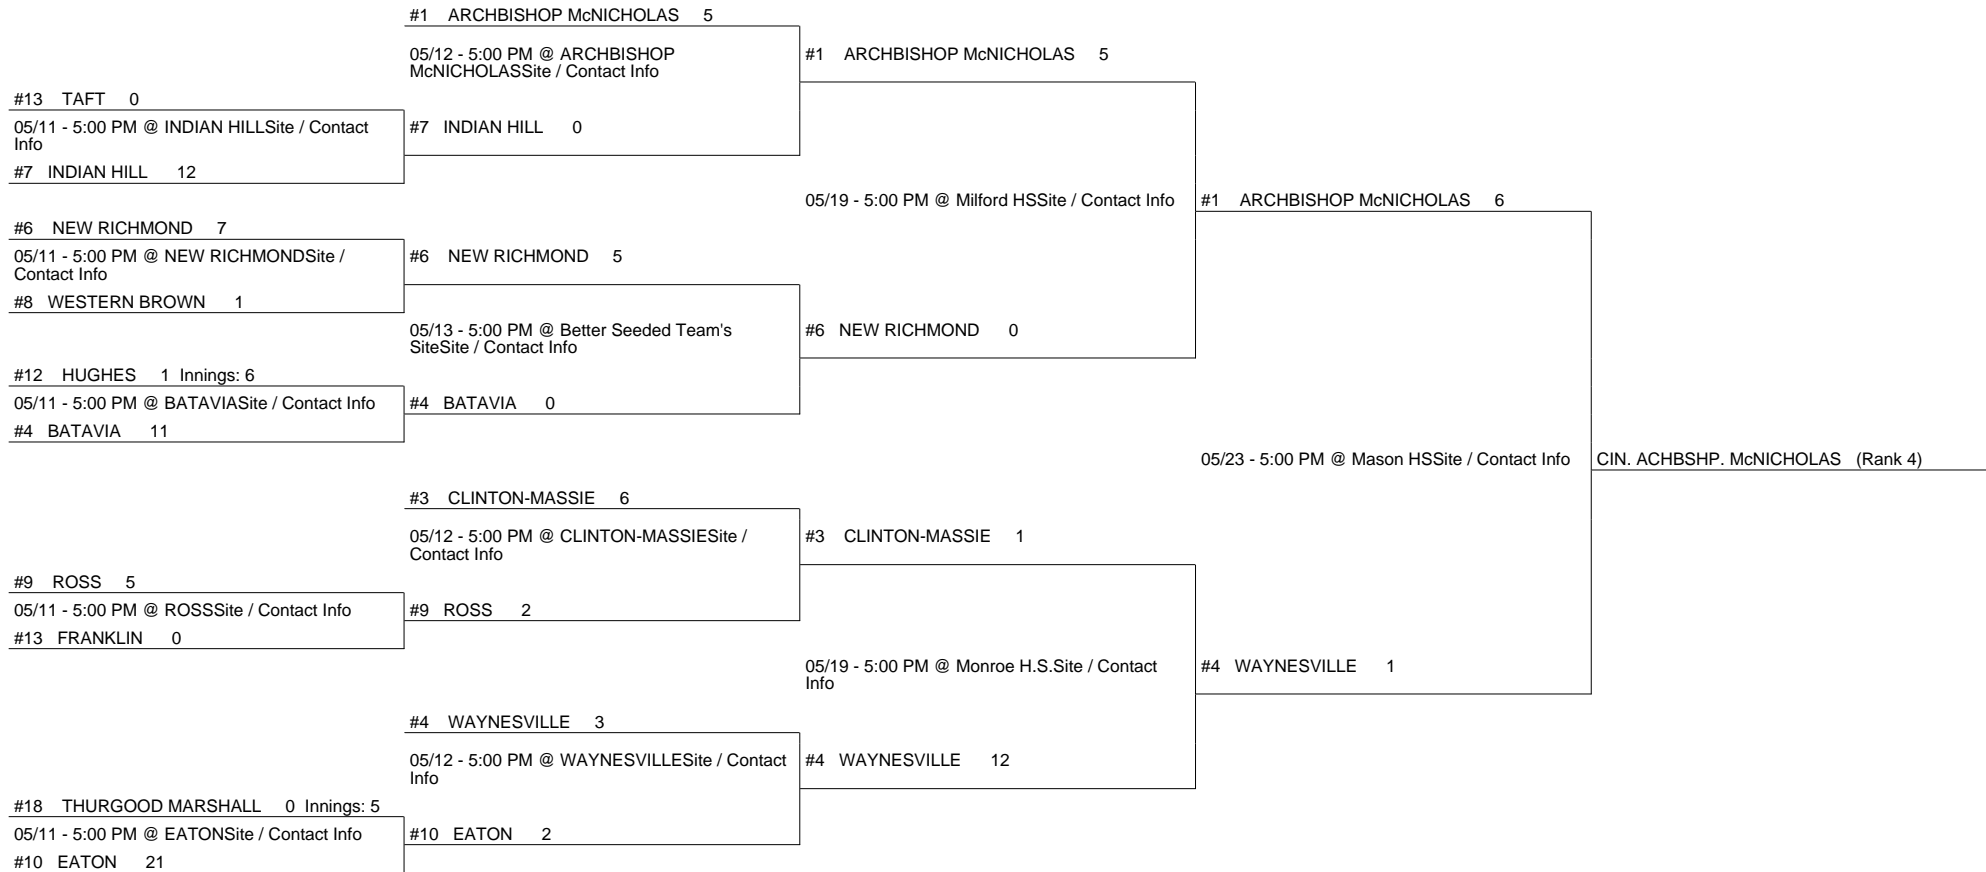 #1 ARCHBISHOP McNICHOLAS 5
05/12 - 5:00 PM @ ARCHBISHOP
McNICHOLASSite / Contact Info
#1 ARCHBISHOP McNICHOLAS 5
#13 TAFT 0
05/11 - 5:00 PM @ INDIAN HILLSite / Contact
Info
#7 INDIAN HILL 0
#7 INDIAN HILL 12
05/19 - 5:00 PM @ Milford HSSite / Contact Info
#1 ARCHBISHOP McNICHOLAS 6
#6 NEW RICHMOND 7
05/11 - 5:00 PM @ NEW RICHMONDSite /
Contact Info
#6 NEW RICHMOND 5
#8 WESTERN BROWN 1
05/13 - 5:00 PM @ Better Seeded Team's
SiteSite / Contact Info
#6 NEW RICHMOND 0
#12 HUGHES 1 Innings: 6
05/11 - 5:00 PM @ BATAVIASite / Contact Info
#4 BATAVIA 0
#4 BATAVIA 11
05/23 - 5:00 PM @ Mason HSSite / Contact Info
CIN. ACHBSHP. McNICHOLAS (Rank 4)
#3 CLINTON-MASSIE 6
05/12 - 5:00 PM @ CLINTON-MASSIESite /
Contact Info
#3 CLINTON-MASSIE 1
#9 ROSS 5
05/11 - 5:00 PM @ ROSSSite / Contact Info
#9 ROSS 2
#13 FRANKLIN 0
05/19 - 5:00 PM @ Monroe H.S.Site / Contact
Info
#4 WAYNESVILLE 1
#4 WAYNESVILLE 3
05/12 - 5:00 PM @ WAYNESVILLESite / Contact
Info
#4 WAYNESVILLE 12
#18 THURGOOD MARSHALL 0 Innings: 5
05/11 - 5:00 PM @ EATONSite / Contact Info
#10 EATON 2
#10 EATON 21